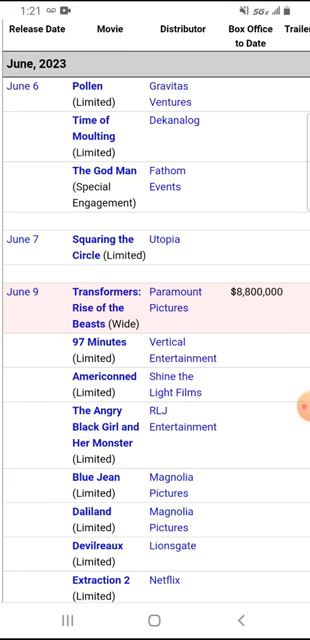 1:21 5GE
Release Date Movie Distributor Box Office Trailer
to Date
June, 2023
June 6 Pollen Gravitas
(Limited) Ventures
Time of Dekanalog
Moulting
(Limited)
The God Man Fathom
(Special Events
Engagement)
June 7 Squaring the Utopia
Circle (Limited)
June 9 Transformers: Paramount $8,800,000
Rise of the Pictures
Beasts (Wide)
97 Minutes Vertical
(Limited) Entertainment
Americonned Shine the
(Limited) Light Films
The Angry RLJ
Black Girl and Entertainment
Her Monster
(Limited)
Blue Jean Magnolia
(Limited) Pictures
Daliland Magnolia
(Limited) Pictures
Devilreaux Lionsgate
(Limited)
Extraction 2 Netflix
(Limited)